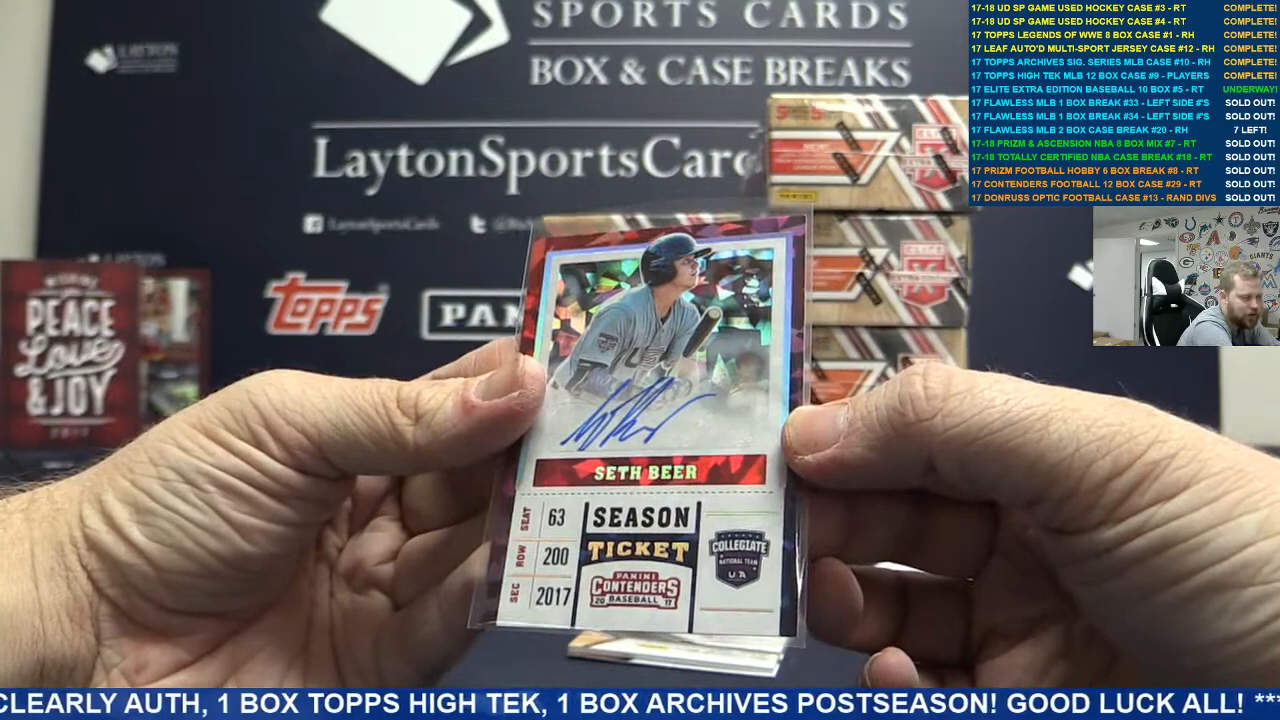 SPORTS CARDS
BOX & CASE BREAKS
LaytonSportsCard
LaytonSportsCards
LAYTON
TOPPS
PAN
PEACE
Love
& JOY
2017
SETH BEER
SEAT 63
ROW 200
SEC 2017
SEASON
TICKET
PANINI
CONTENDERS
20 BASEBALL 17
COLLEGIATE
NATIONAL TEAM
USA
17-18 UD SP GAME USED HOCKEY CASE #3 - RT COMPLETE!
17-18 UD SP GAME USED HOCKEY CASE #4 - RT COMPLETE!
17 TOPPS LEGENDS OF WWE 8 BOX CASE #1 - RH COMPLETE!
17 LEAF AUTO'D MULTI-SPORT JERSEY CASE #12 - RH COMPLETE!
17 TOPPS ARCHIVES SIG. SERIES MLB CASE #10 - RH COMPLETE!
17 TOPPS HIGH TEK MLB 12 BOX CASE #9 - PLAYERS COMPLETE!
17 ELITE EXTRA EDITION BASEBALL 10 BOX #5 - RT UNDERWAY!
17 FLAWLESS MLB 1 BOX BREAK #33 - LEFT SIDE #'S SOLD OUT!
17 FLAWLESS MLB 1 BOX BREAK #34 - LEFT SIDE #'S SOLD OUT!
17 FLAWLESS MLB 2 BOX CASE BREAK #20 - RH 7 LEFT!
17-18 PRIZM & ASCENSION NBA 8 BOX MIX #7 - RT SOLD OUT!
17-18 TOTALLY CERTIFIED NBA CASE BREAK #18 - RT SOLD OUT!
17 PRIZM FOOTBALL HOBBY 6 BOX BREAK #8 - RT SOLD OUT!
17 CONTENDERS FOOTBALL 12 BOX CASE #29 - RT SOLD OUT!
17 DONRUSS OPTIC FOOTBALL CASE #13 - RAND DIVS SOLD OUT!
GIANTS
CLEARLY AUTH, 1 BOX TOPPS HIGH TEK, 1 BOX ARCHIVES POSTSEASON! GOOD LUCK ALL! ***